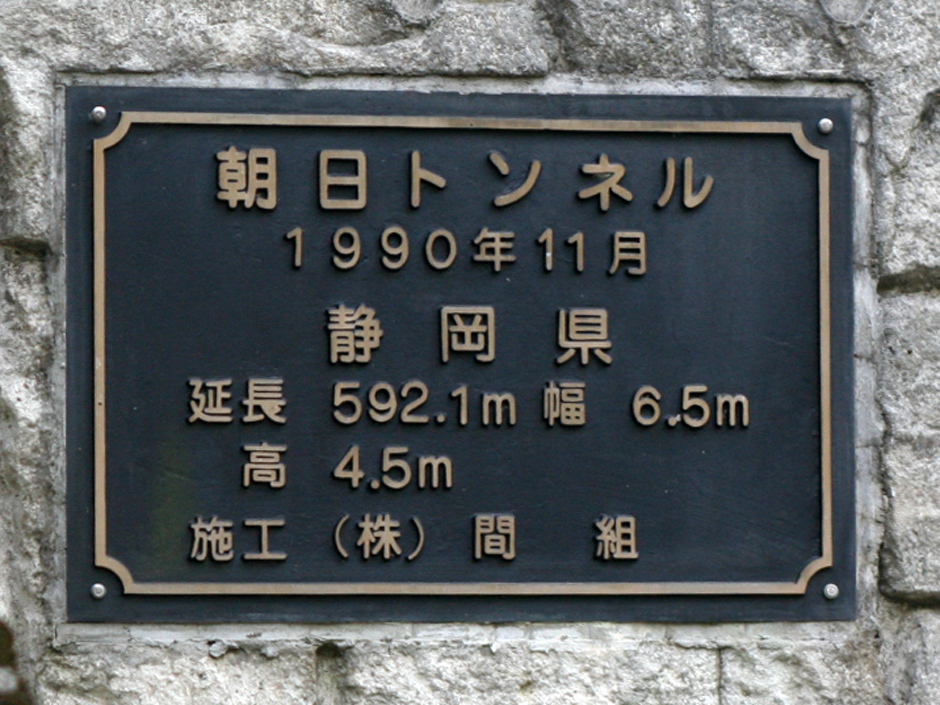 朝日トンネル
1990年11月
静岡県
延長 592.1m 幅 6.5m
高 4.5m
施工 (株) 間 組